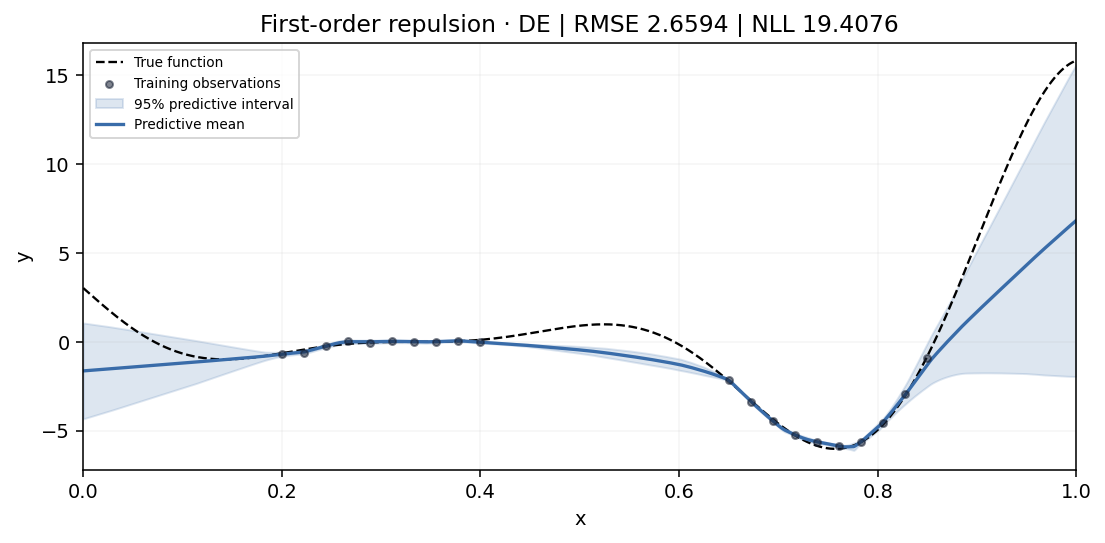 First-order repulsion · DE | RMSE 2.6594 | NLL 19.4076
True function
Training observations
95% predictive interval
Predictive mean
15
10
5
0
−5
y
0.0 0.2 0.4 0.6 0.8 1.0
x